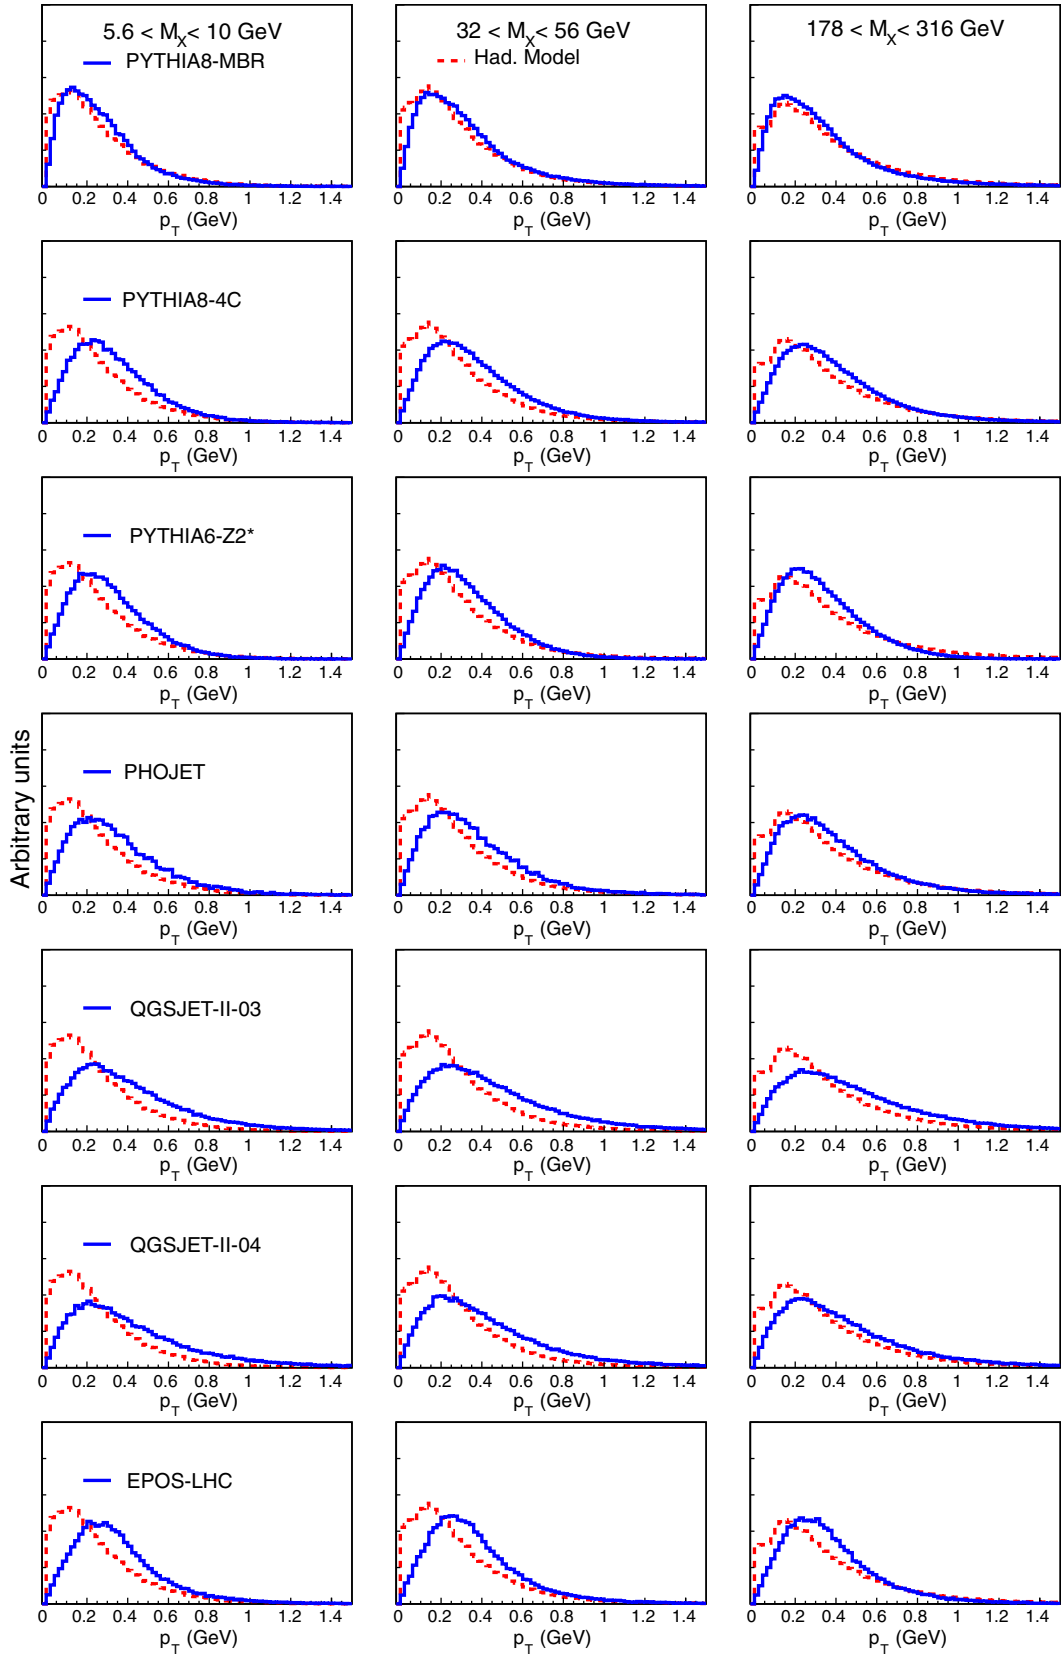 5.6 < M_X < 10 GeV 32 < M_X < 56 GeV 178 < M_X < 316 GeV
PYTHIA8-MBR Had. Model
0 0.2 0.4 0.6 0.8 1 1.2 1.4 0 0.2 0.4 0.6 0.8 1 1.2 1.4 0 0.2 0.4 0.6 0.8 1 1.2 1.4
p_T (GeV) p_T (GeV) p_T (GeV)
PYTHIA8-4C
0 0.2 0.4 0.6 0.8 1 1.2 1.4 0 0.2 0.4 0.6 0.8 1 1.2 1.4 0 0.2 0.4 0.6 0.8 1 1.2 1.4
p_T (GeV) p_T (GeV) p_T (GeV)
PYTHIA6-Z2*
0 0.2 0.4 0.6 0.8 1 1.2 1.4 0 0.2 0.4 0.6 0.8 1 1.2 1.4 0 0.2 0.4 0.6 0.8 1 1.2 1.4
p_T (GeV) p_T (GeV) p_T (GeV)
Arbitrary units
PHOJET
0 0.2 0.4 0.6 0.8 1 1.2 1.4 0 0.2 0.4 0.6 0.8 1 1.2 1.4 0 0.2 0.4 0.6 0.8 1 1.2 1.4
p_T (GeV) p_T (GeV) p_T (GeV)
QGSJET-II-03
0 0.2 0.4 0.6 0.8 1 1.2 1.4 0 0.2 0.4 0.6 0.8 1 1.2 1.4 0 0.2 0.4 0.6 0.8 1 1.2 1.4
p_T (GeV) p_T (GeV) p_T (GeV)
QGSJET-II-04
0 0.2 0.4 0.6 0.8 1 1.2 1.4 0 0.2 0.4 0.6 0.8 1 1.2 1.4 0 0.2 0.4 0.6 0.8 1 1.2 1.4
p_T (GeV) p_T (GeV) p_T (GeV)
EPOS-LHC
0 0.2 0.4 0.6 0.8 1 1.2 1.4 0 0.2 0.4 0.6 0.8 1 1.2 1.4 0 0.2 0.4 0.6 0.8 1 1.2 1.4
p_T (GeV) p_T (GeV) p_T (GeV)